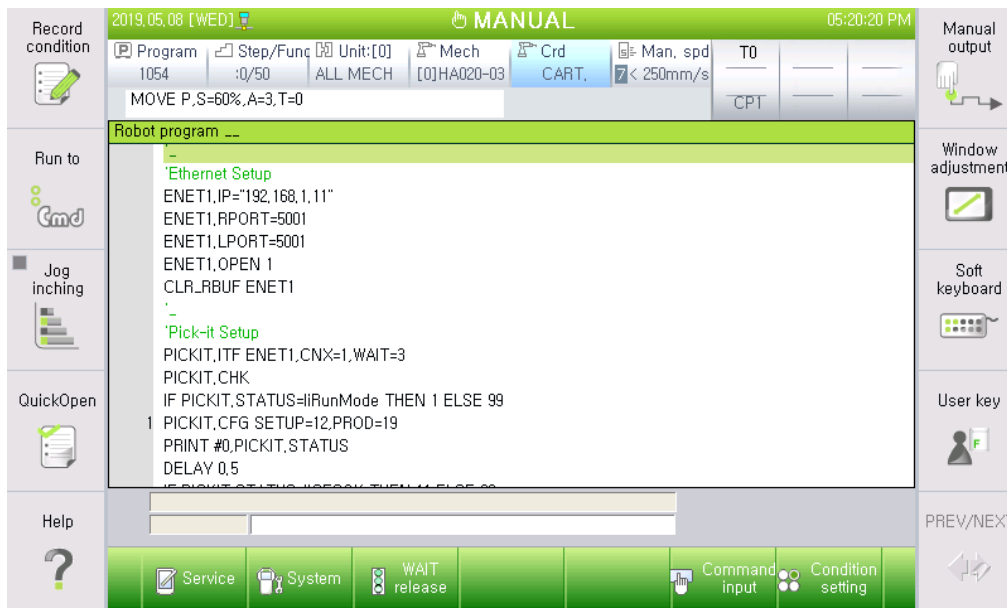 Record condition
Run to
Cmd
Jog inching
QuickOpen
Help
?
2019,05,08 [WED]
MANUAL
05:20:20 PM
P Program
1054
Step/Func
:0/50
Unit:[0]
ALL MECH
Mech
[0]HA020-03
Crd
CART,
Man, spd
7 < 250mm/s
T0
CP1
MOVE P,S=60%,A=3,T=0
Robot program __
'_
'Ethernet Setup
ENET1,IP="192,168,1,11"
ENET1,RPORT=5001
ENET1,LPORT=5001
ENET1,OPEN 1
CLR_RBUF ENET1
'_
'Pick-it Setup
PICKIT,ITF ENET1,CNX=1,WAIT=3
PICKIT,CHK
IF PICKIT,STATUS=IiRunMode THEN 1 ELSE 99
1 PICKIT,CFG SETUP=12,PROD=19
PRINT #0,PICKIT,STATUS
DELAY 0,5
Service
System
WAIT release
Command input
Condition setting
Manual output
Window adjustment
Soft keyboard
User key
F
PREV/NEX